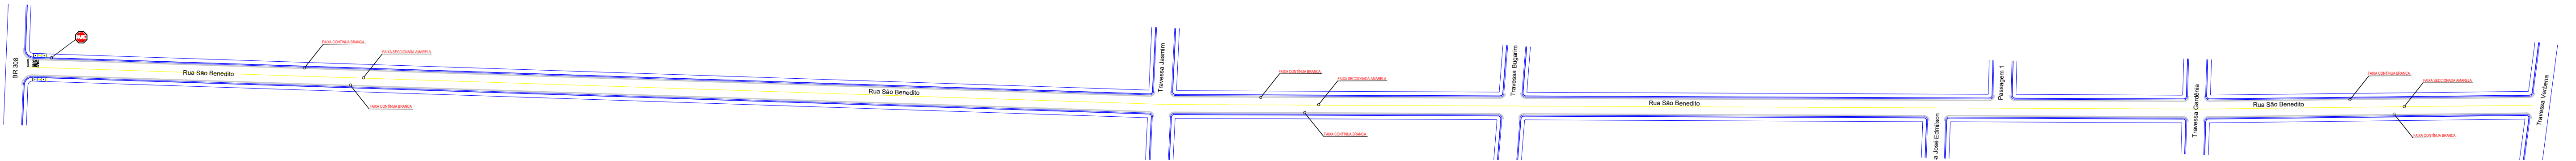 BR 308
PARE
FAIXA CONTÍNUA BRANCA
FAIXA SECCIONADA AMARELA
Rua São Benedito
FAIXA CONTÍNUA BRANCA
Rua São Benedito
Travessa Jasmim
FAIXA CONTÍNUA BRANCA
FAIXA SECCIONADA AMARELA
FAIXA CONTÍNUA BRANCA
Travessa Bugarim
Rua São Benedito
a José Edmilson
Passagem 1
Travessa Gardênia
Rua São Benedito
FAIXA CONTÍNUA BRANCA
FAIXA SECCIONADA AMARELA
FAIXA CONTÍNUA BRANCA
Travessa Verbena